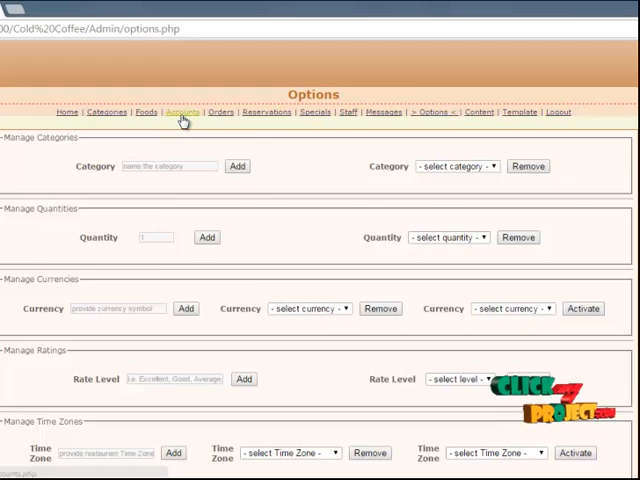 00/Cold%20Coffee/Admin/options.php
Options
Home | Categories | Foods | Accounts | Orders | Reservations | Specials | Staff | Messages | > Options < | Content | Template | Logout
Manage Categories
Category name the category Add Category - select category - Remove
Manage Quantities
Quantity 1 Add Quantity - select quantity - Remove
Manage Currencies
Currency provide currency symbol Add Currency - select currency - Remove Currency - select currency - Activate
Manage Ratings
Rate Level i.e. Excellent, Good, Average, Add Rate Level - select level -
CLICK MY
PROJECT.COM
Manage Time Zones
Time Zone provide restaurant Time Zone Add Time Zone - select Time Zone - Remove Time Zone - select Time Zone - Activate
counts.php